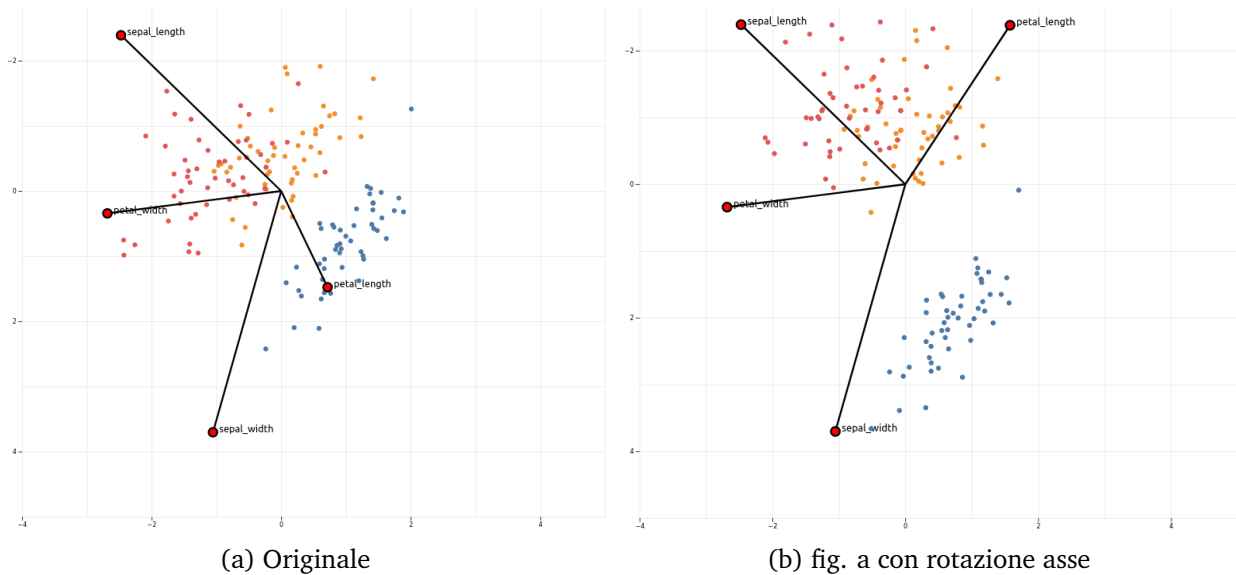 sepal_length
−2
0
petal_width
petal_length
2
sepal_width
4
−4
−2
0
2
4
(a) Originale
sepal_length
petal_length
−2
0
petal_width
2
sepal_width
4
−4
−2
0
2
4
(b) fig. a con rotazione asse